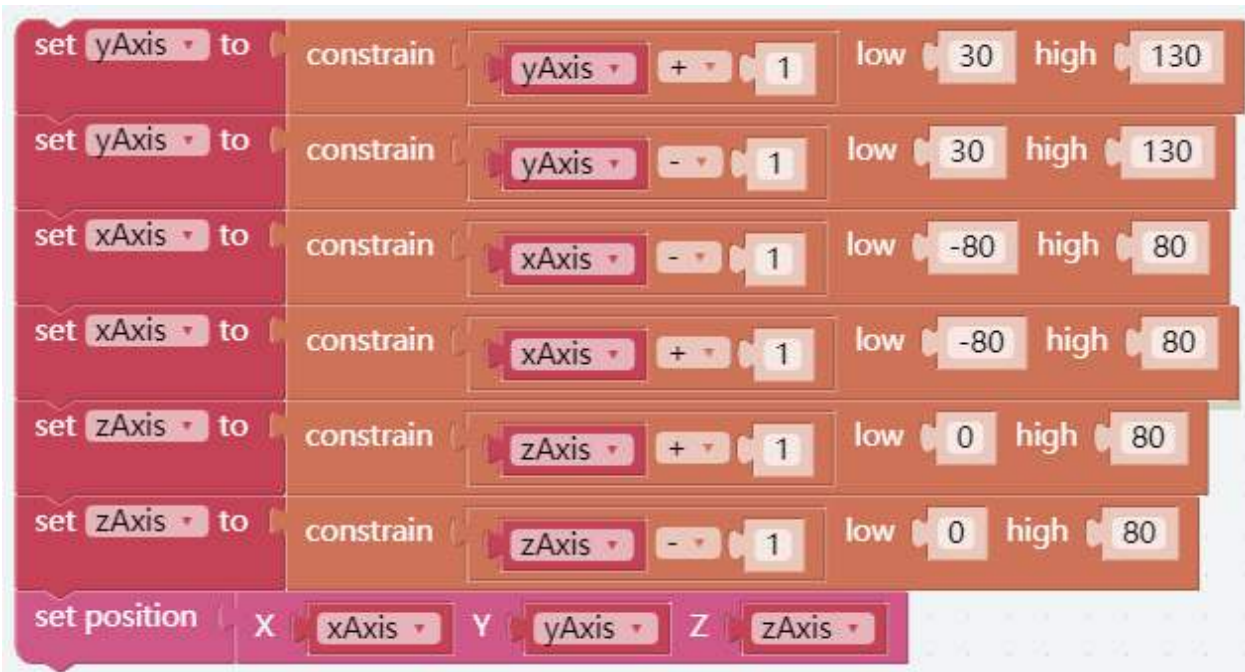 set yAxis to constrain yAxis + 1 low 30 high 130
set yAxis to constrain yAxis - 1 low 30 high 130
set xAxis to constrain xAxis - 1 low -80 high 80
set xAxis to constrain xAxis + 1 low -80 high 80
set zAxis to constrain zAxis + 1 low 0 high 80
set zAxis to constrain zAxis - 1 low 0 high 80
set position X xAxis Y yAxis Z zAxis